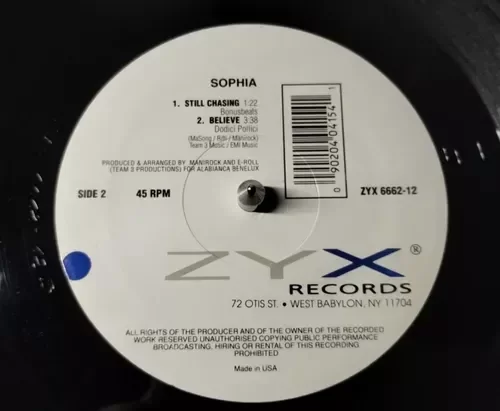 SOPHIA
1. STILL CHASING 1:22
Bonusbeats
2. BELIEVE 3:38
Dodici Pollici
Team 3 Music / EMI Music
PRODUCED & ARRANGED BY MANIROCK AND E-ROLL
(TEAM 3 PRODUCTIONS) FOR ALABIANCA BENELUX
SIDE 2 45 RPM
0 90204 04154 1
ZYX 6662-12
ZYX ®
RECORDS
72 OTIS ST. • WEST BABYLON, NY 11704
ALL RIGHTS OF THE PRODUCER AND OF THE OWNER OF THE RECORDED
WORK RESERVED UNAUTHORISED COPYING PUBLIC PERFORMANCE
BROADCASTING, HIRING OR RENTAL OF THIS RECORDING
PROHIBITED
Made in USA